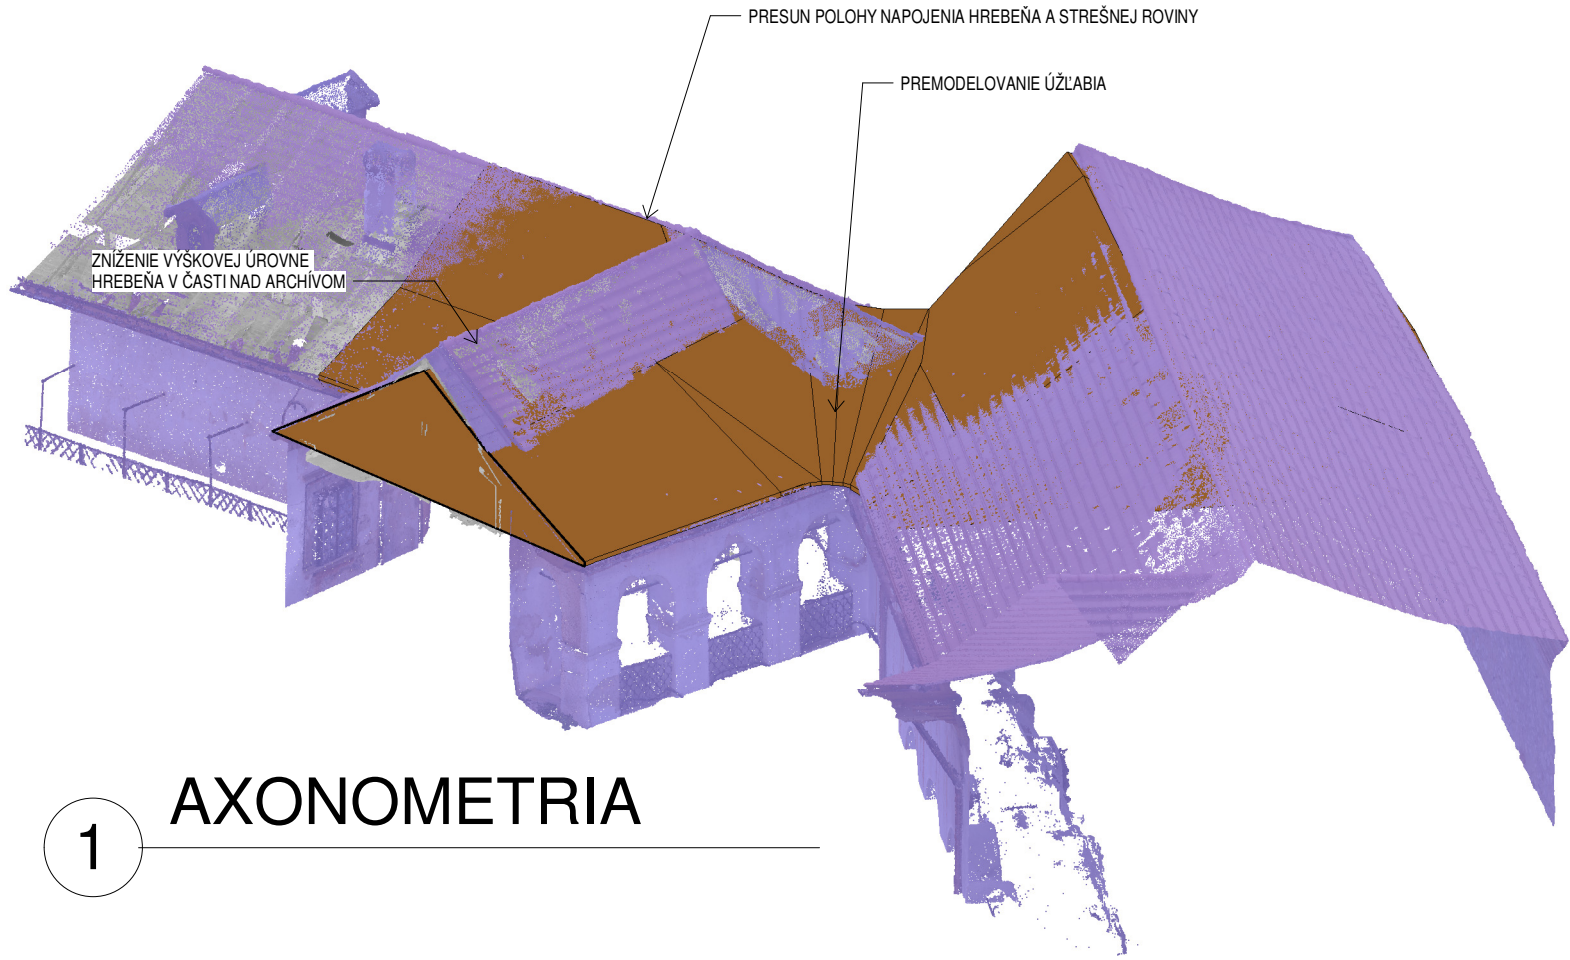 PRESUN POLOHY NAPOJENIA HREBEŇA A STREŠNEJ ROVINY
PREMODELOVANIE ÚŽĽABIA
ZNÍŽENIE VÝŠKOVEJ ÚROVNE
HREBEŇA V ČASTI NAD ARCHÍVOM
AXONOMETRIA
1